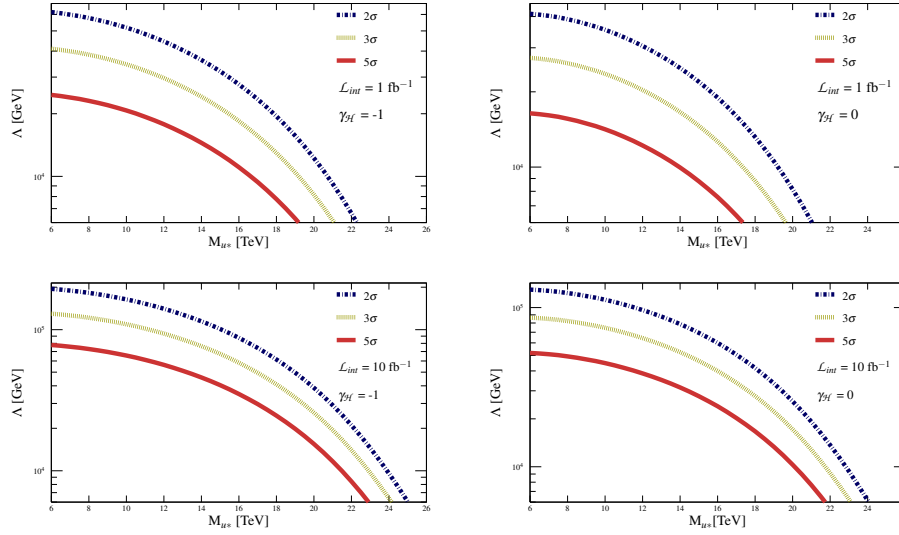 2σ
3σ
5σ
ℒint = 1 fb⁻¹
γℋ = -1
Λ [GeV]
10⁴
6 8 10 12 14 16 18 20 22 24 26
Mu* [TeV]
2σ
3σ
5σ
ℒint = 1 fb⁻¹
γℋ = 0
Λ [GeV]
10⁴
6 8 10 12 14 16 18 20 22 24
Mu* [TeV]
2σ
3σ
5σ
ℒint = 10 fb⁻¹
γℋ = -1
Λ [GeV]
10⁵
10⁴
6 8 10 12 14 16 18 20 22 24 26
Mu* [TeV]
2σ
3σ
5σ
ℒint = 10 fb⁻¹
γℋ = 0
Λ [GeV]
10⁵
10⁴
6 8 10 12 14 16 18 20 22 24
Mu* [TeV]